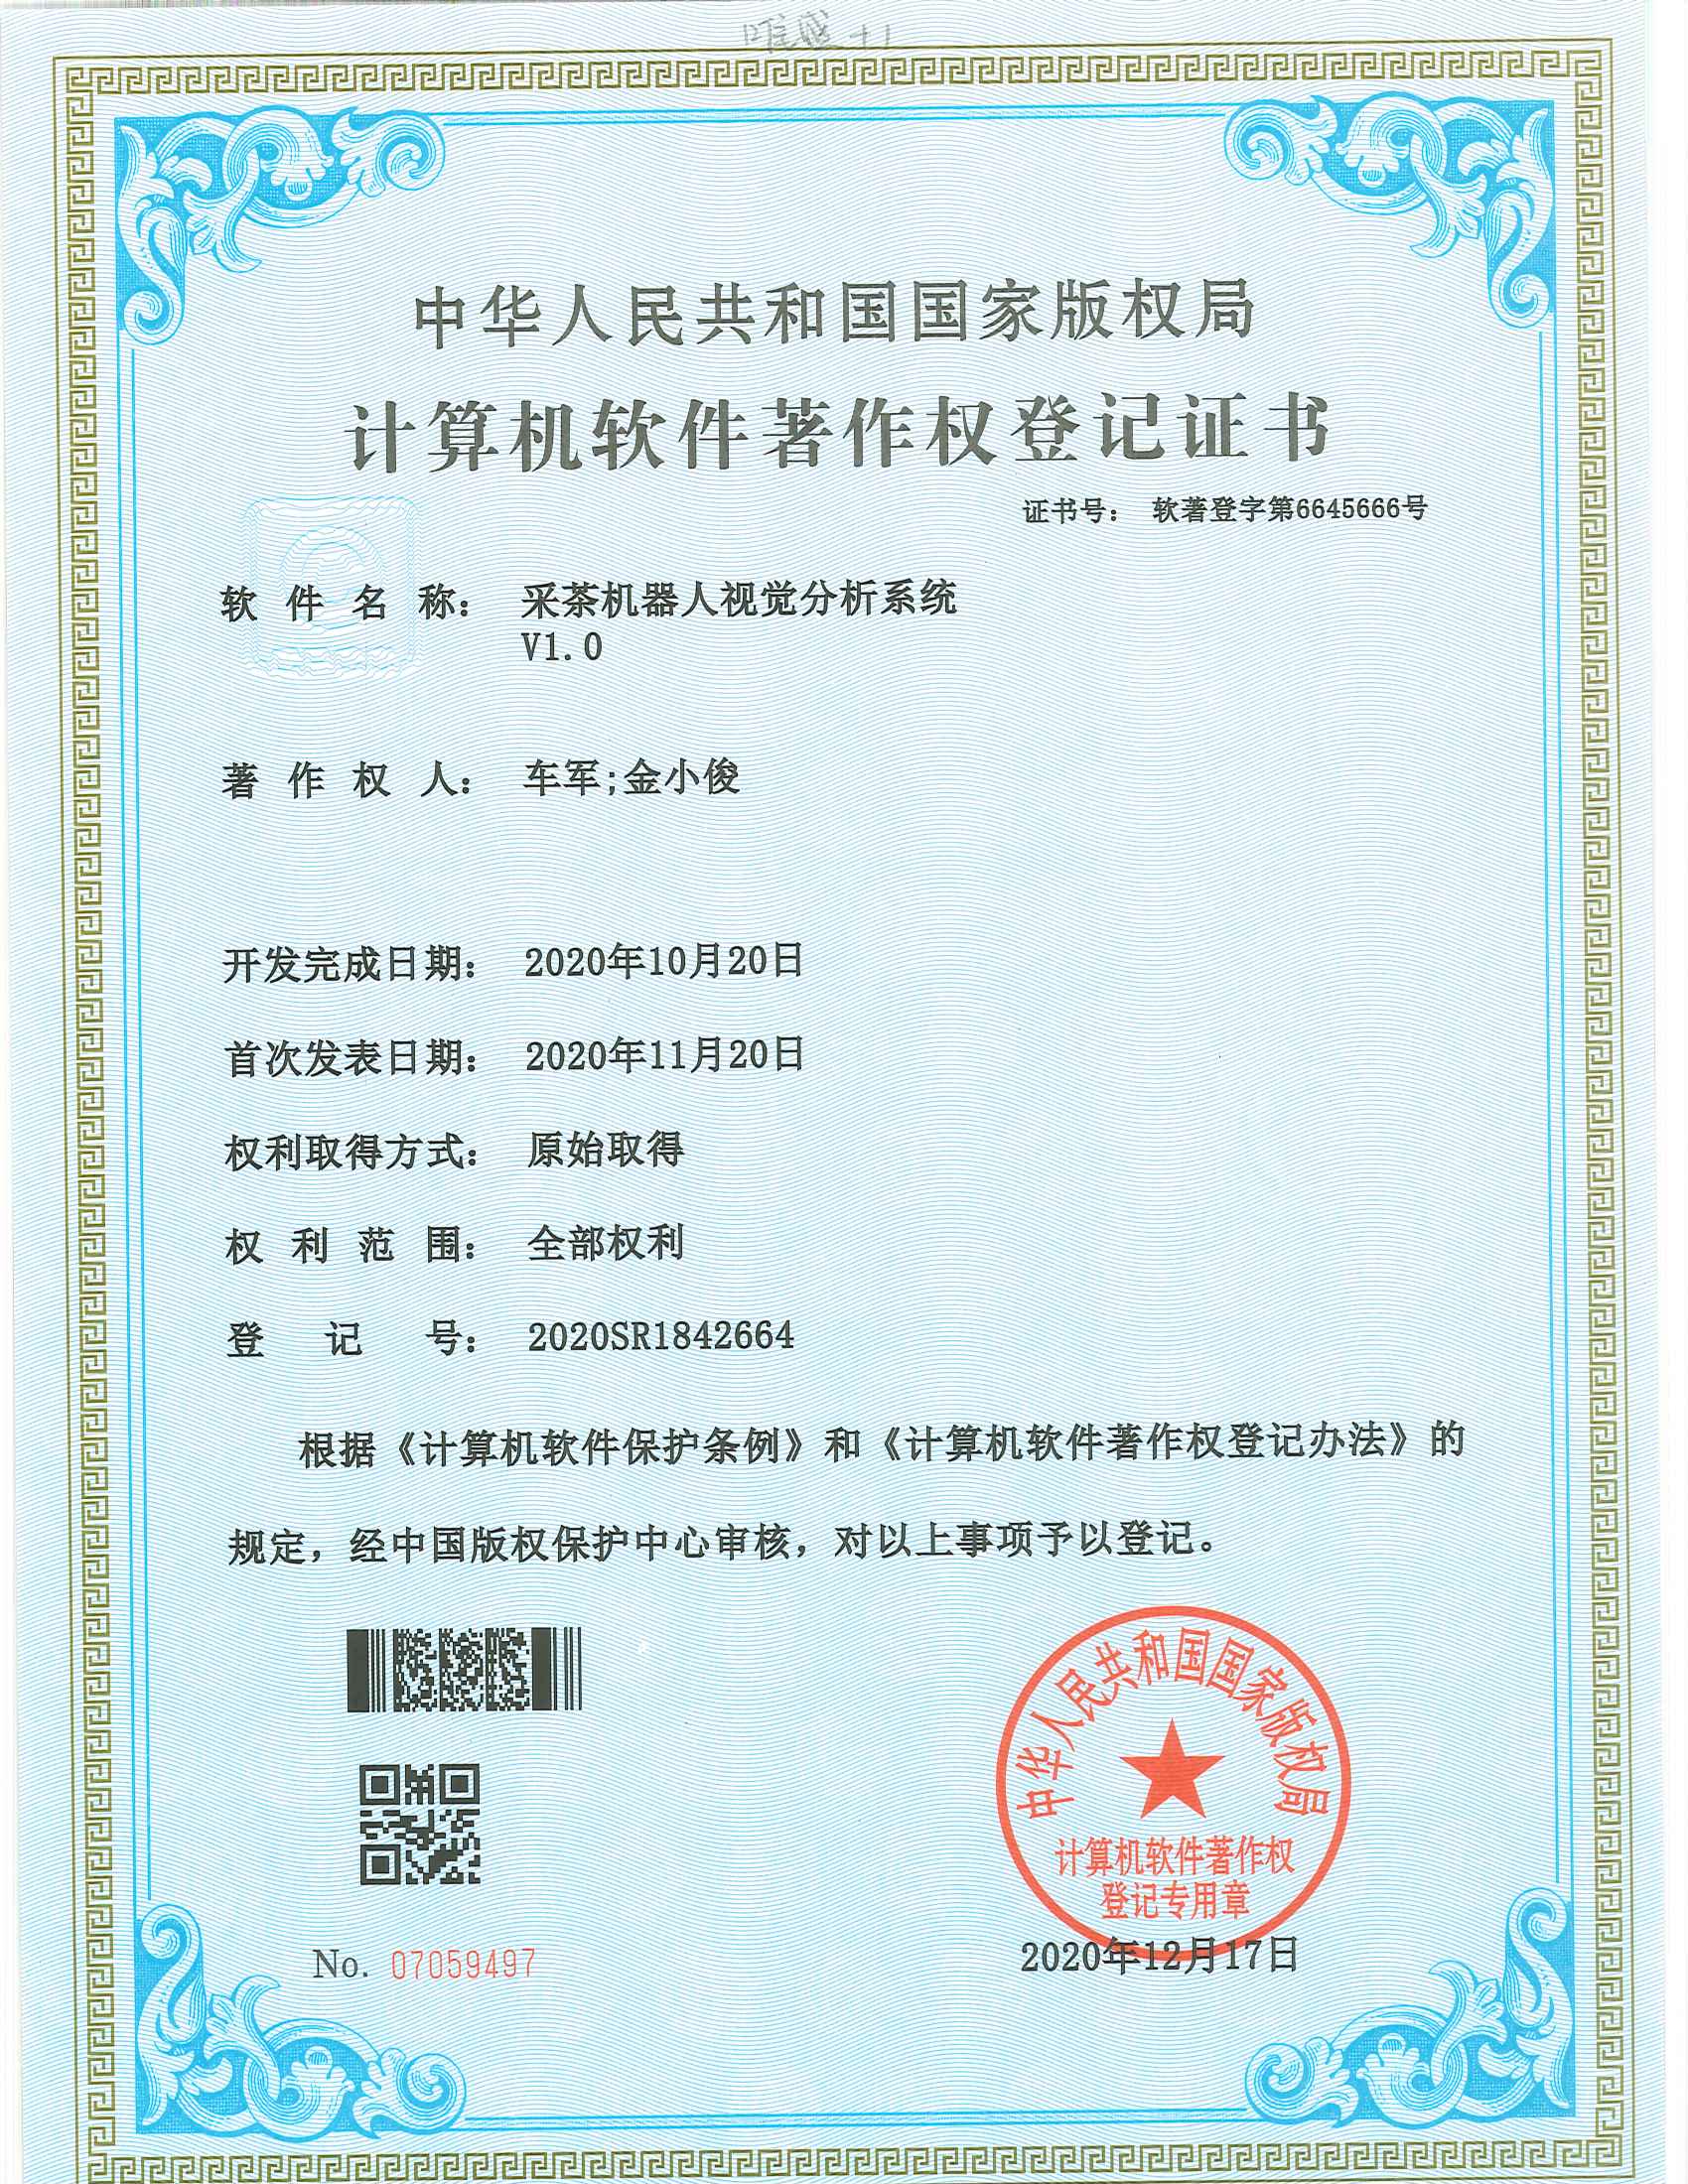 中华人民共和国国家版权局
计算机软件著作权登记证书
证书号： 软著登字第6645666号
软件名称： 采茶机器人视觉分析系统
V1.0
著作权人： 车军;金小俊
开发完成日期： 2020年10月20日
首次发表日期： 2020年11月20日
权利取得方式： 原始取得
权利范围： 全部权利
登记号： 2020SR1842664
根据《计算机软件保护条例》和《计算机软件著作权登记办法》的
规定，经中国版权保护中心审核，对以上事项予以登记。
中华人民共和国国家版权局
计算机软件著作权
登记专用章
No. 07059497
2020年12月17日